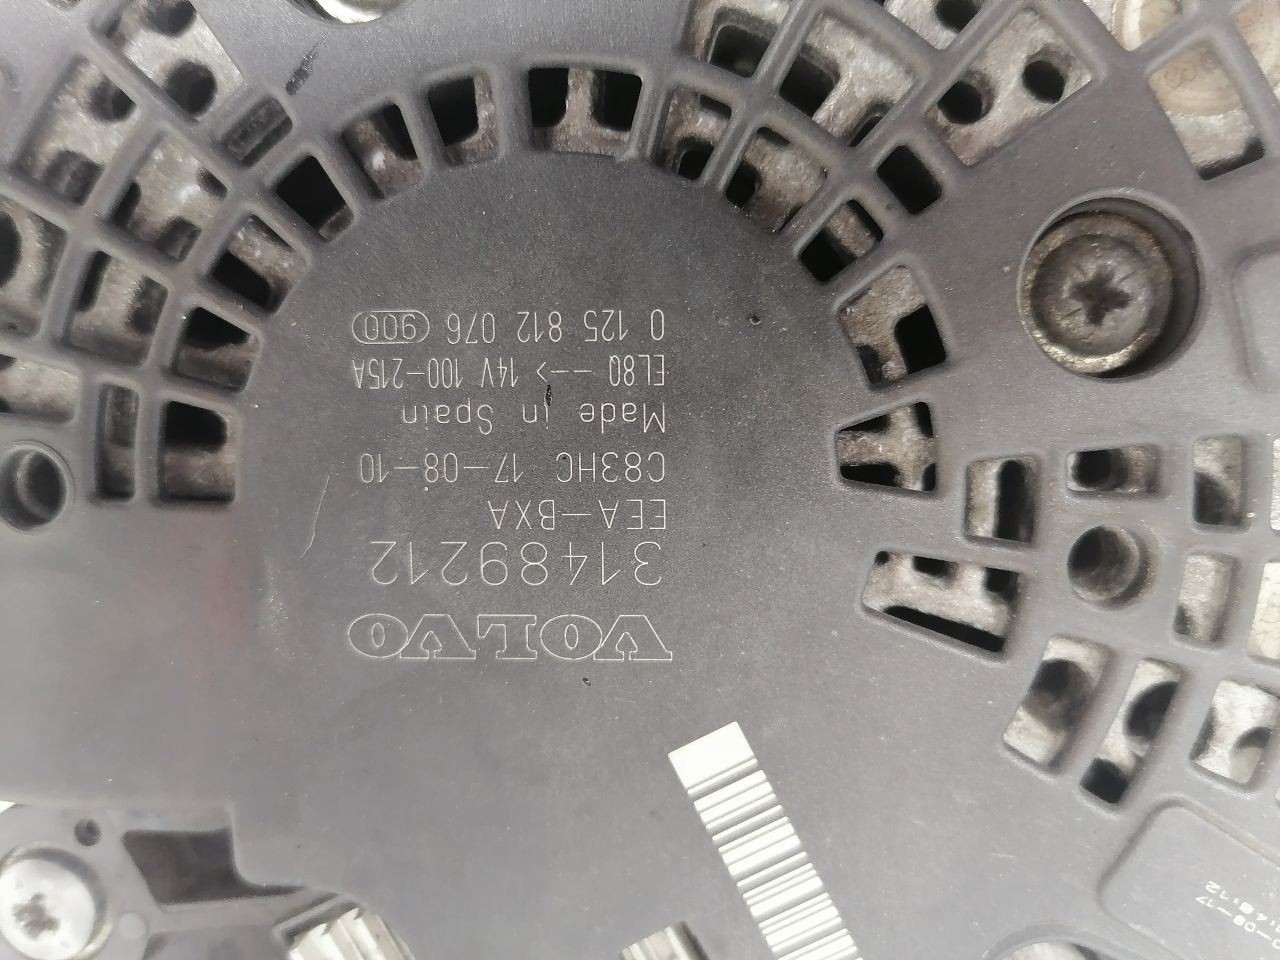 VOLVO
31489212
EEA-BXA
C83HC 17-08-10
Made in Spain
EL8Q --> 14V 100-215A
0 125 812 076 900